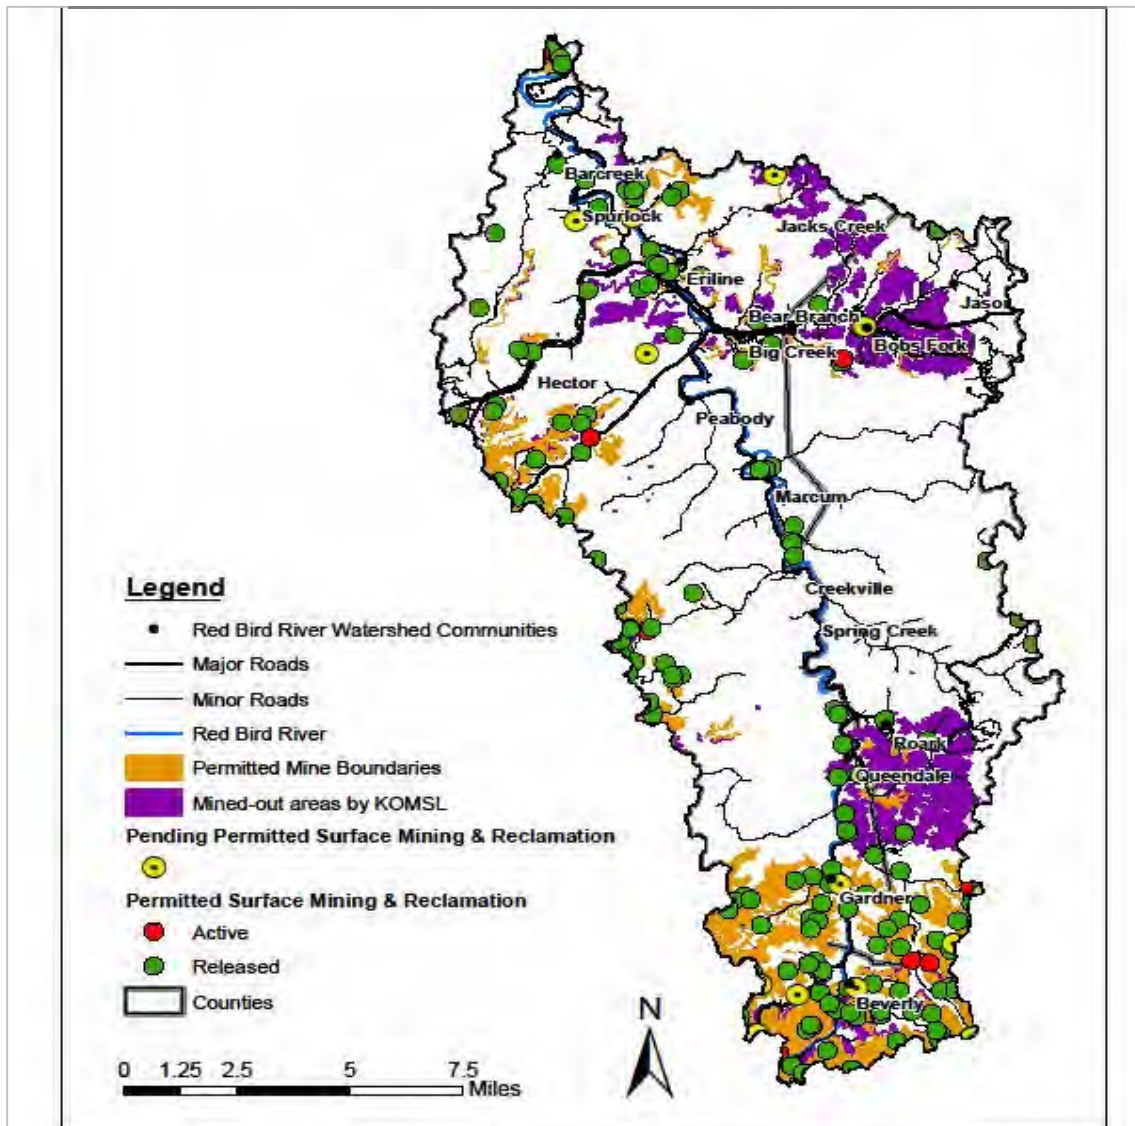 Barcreek
Spurlock
Jacks Creek
Eriline
Jason
Bear Branch
Bobs Fork
Big Creek
Hector
Peabody
Marcum
Creekville
Spring Creek
Roark
Queendale
Gardner
Beverly
Legend
Red Bird River Watershed Communities
Major Roads
Minor Roads
Red Bird River
Permitted Mine Boundaries
Mined-out areas by KOMSL
Pending Permitted Surface Mining & Reclamation
Permitted Surface Mining & Reclamation
Active
Released
Counties
N
0 1.25 2.5 5 7.5
Miles